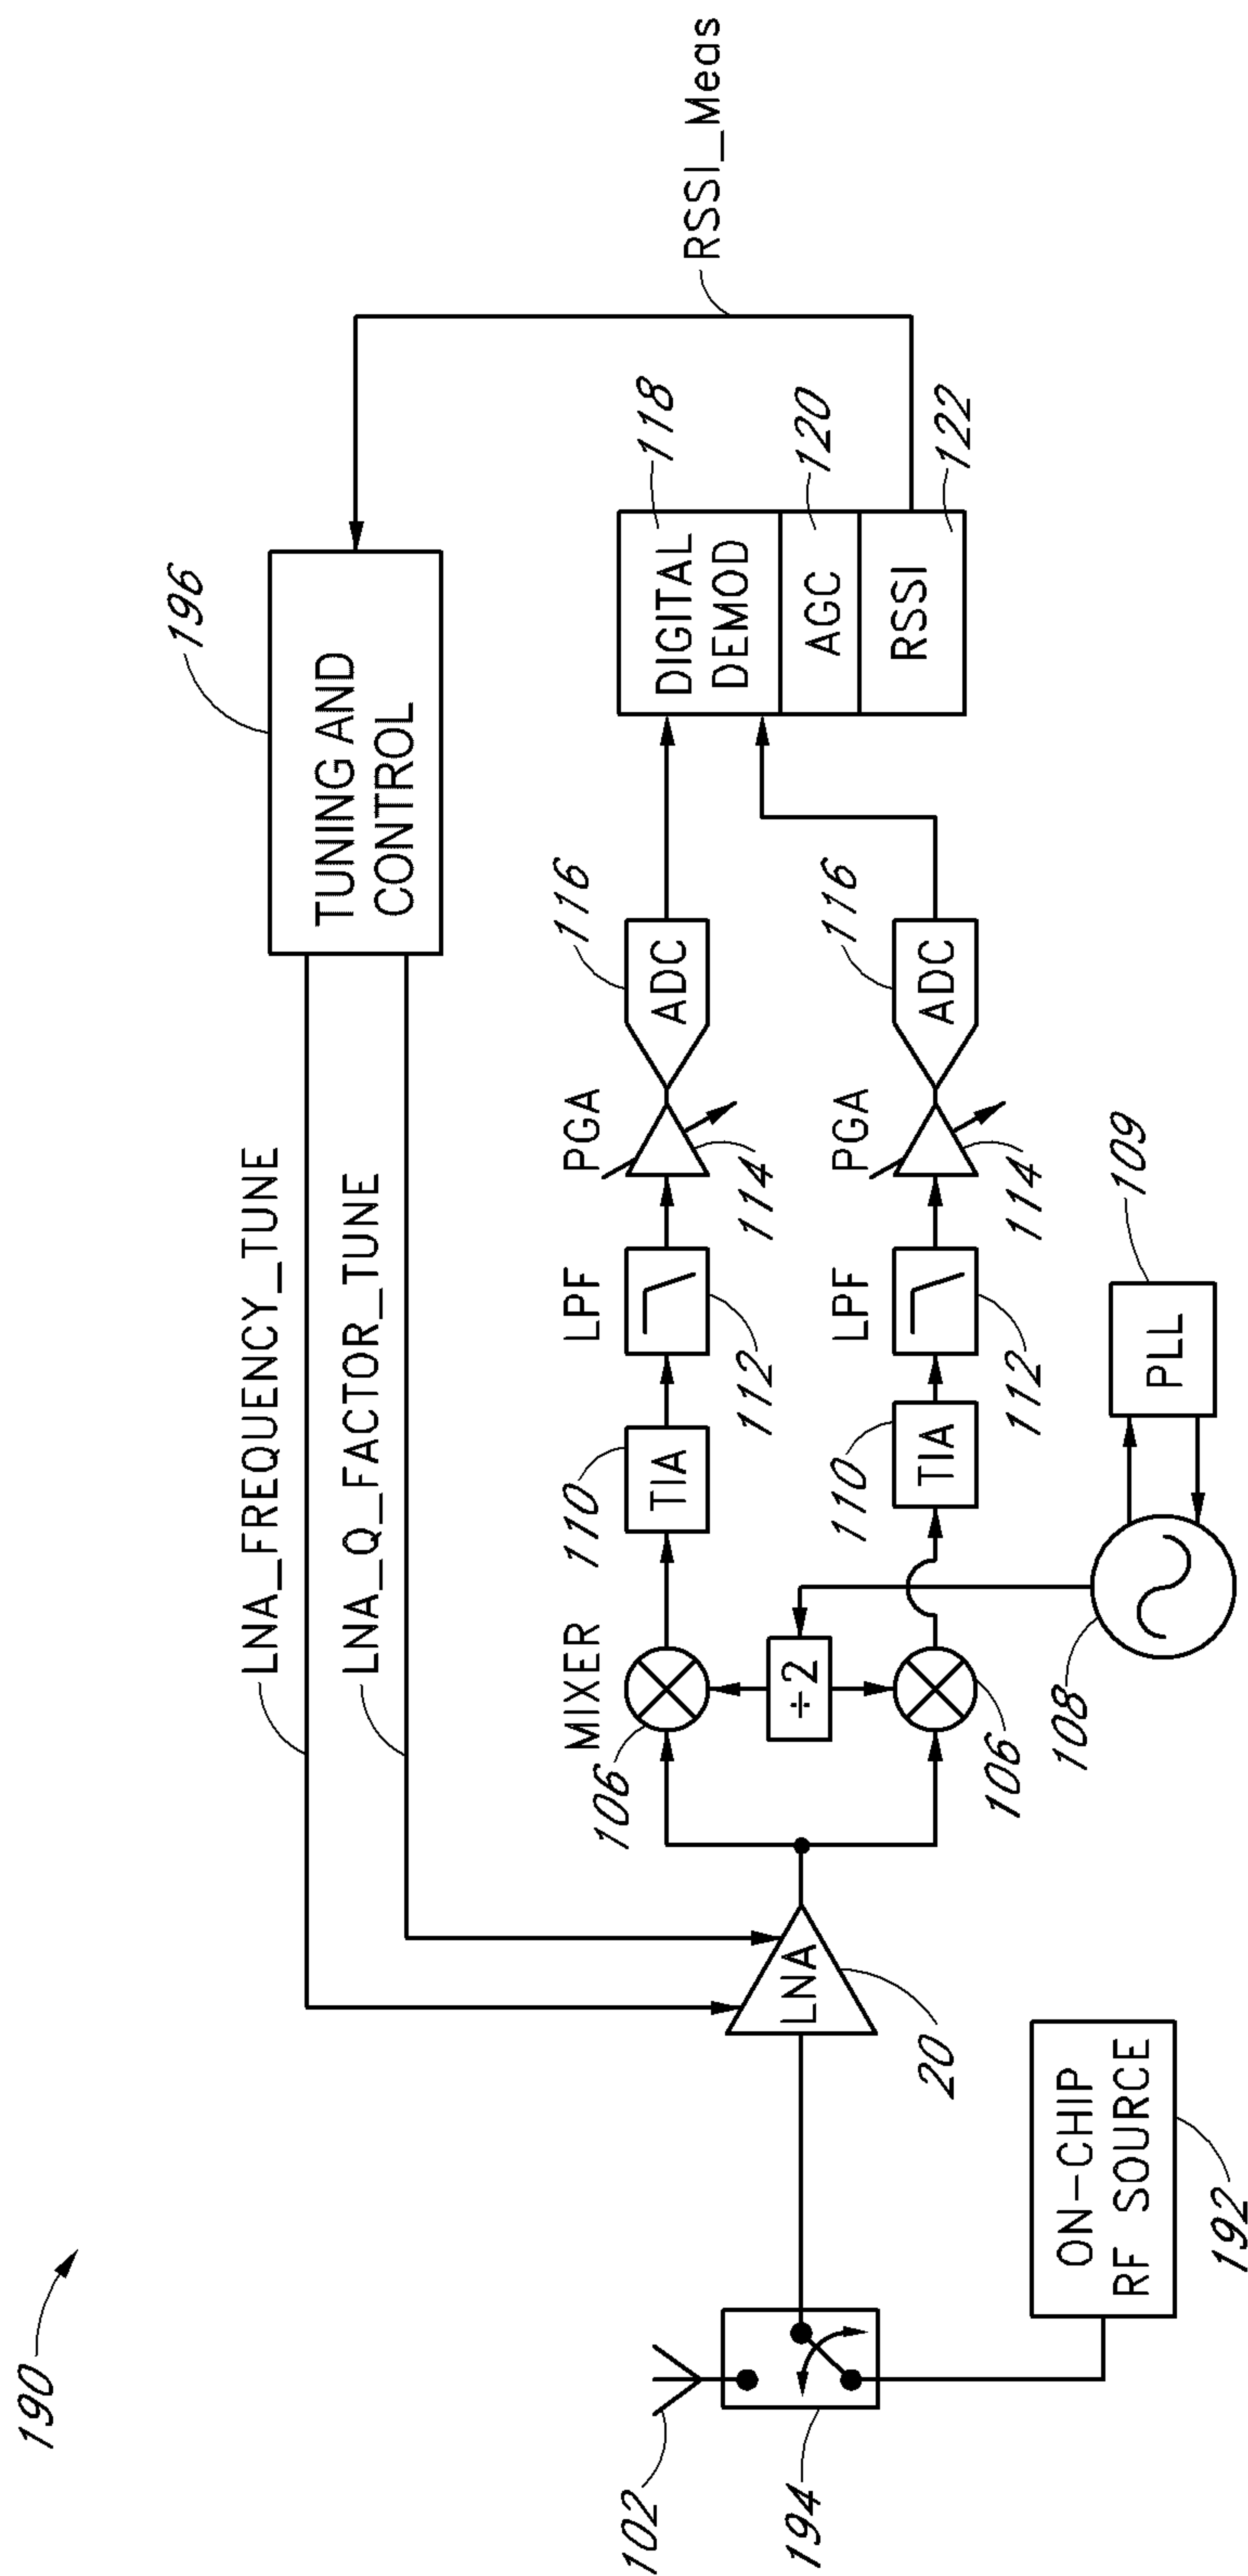 190
196
TUNING AND
CONTROL
LNA_FREQUENCY_TUNE
LNA_Q_FACTOR_TUNE
RSSI_Meas
102
194
ON-CHIP
RF SOURCE
192
LNA
20
MIXER
106
÷2
106
108
PLL
109
110
TIA
LPF
112
PGA
114
116
ADC
110
TIA
LPF
112
PGA
114
116
ADC
DIGITAL
DEMOD
118
AGC
120
RSSI
122